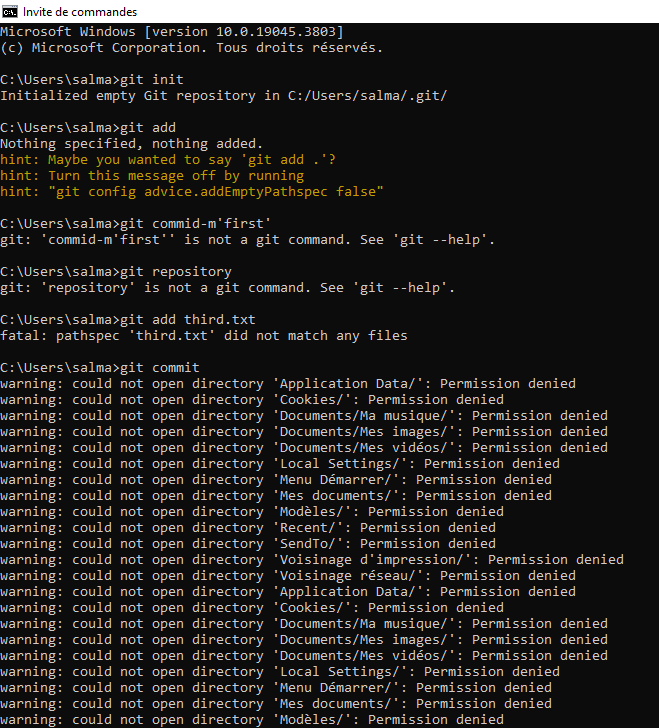 Invite de commandes
Microsoft Windows [version 10.0.19045.3803]
(c) Microsoft Corporation. Tous droits réservés.
C:\Users\salma>git init
Initialized empty Git repository in C:/Users/salma/.git/
C:\Users\salma>git add
Nothing specified, nothing added.
hint: Maybe you wanted to say 'git add .'?
hint: Turn this message off by running
hint: "git config advice.addEmptyPathspec false"
C:\Users\salma>git commid-m'first'
git: 'commid-m'first'' is not a git command. See 'git --help'.
C:\Users\salma>git repository
git: 'repository' is not a git command. See 'git --help'.
C:\Users\salma>git add third.txt
fatal: pathspec 'third.txt' did not match any files
C:\Users\salma>git commit
warning: could not open directory 'Application Data/': Permission denied
warning: could not open directory 'Cookies/': Permission denied
warning: could not open directory 'Documents/Ma musique/': Permission denied
warning: could not open directory 'Documents/Mes images/': Permission denied
warning: could not open directory 'Documents/Mes vidéos/': Permission denied
warning: could not open directory 'Local Settings/': Permission denied
warning: could not open directory 'Menu Démarrer/': Permission denied
warning: could not open directory 'Mes documents/': Permission denied
warning: could not open directory 'Modèles/': Permission denied
warning: could not open directory 'Recent/': Permission denied
warning: could not open directory 'SendTo/': Permission denied
warning: could not open directory 'Voisinage d'impression/': Permission denied
warning: could not open directory 'Voisinage réseau/': Permission denied
warning: could not open directory 'Application Data/': Permission denied
warning: could not open directory 'Cookies/': Permission denied
warning: could not open directory 'Documents/Ma musique/': Permission denied
warning: could not open directory 'Documents/Mes images/': Permission denied
warning: could not open directory 'Documents/Mes vidéos/': Permission denied
warning: could not open directory 'Local Settings/': Permission denied
warning: could not open directory 'Menu Démarrer/': Permission denied
warning: could not open directory 'Mes documents/': Permission denied
warning: could not open directory 'Modèles/': Permission denied